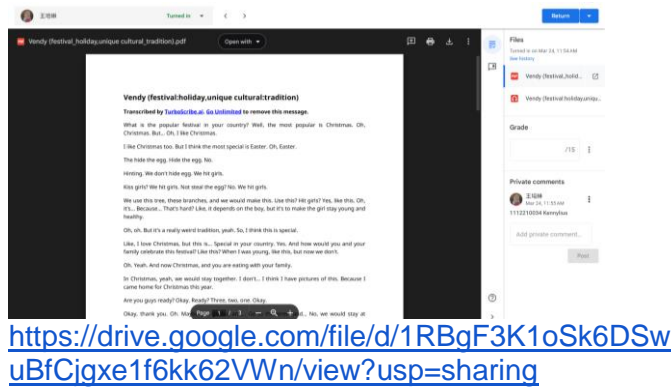 王培琳
Turned in
Return
Vendy (festival_holiday,unique cultural_tradition).pdf
Open with
Files
Turned in on Mar 24, 11:54 AM
See history
Vendy (festival_holid...
Vendy (festival:holiday,uniqu...
Grade
/15
Private comments
Mar 24, 11:55 AM
1112210034 Kennylius
Add private comment...
Post
Vendy (festival:holiday,unique cultural:tradition)
Transcribed by TurboScribe.ai. Go Unlimited to remove this message.
What is the popular festival in your country? Well, the most popular is Christmas. Oh,
Christmas. But... Oh, I like Christmas.
I like Christmas too. But I think the most special is Easter. Oh, Easter.
The hide the egg. Hide the egg. No.
Hinting. We don't hide egg. We hit girls.
Kiss girls? We hit girls. Not steal the egg? No. We hit girls.
We use this tree, these branches, and we would make this. Use this? Hit girls? Yes, like this. Oh,
it's... Because... That's hard? Like, it depends on the boy, but it's to make the girl stay young and
healthy.
Oh, oh. But it's a really weird tradition, yeah. So, I think this is special.
Like, I love Christmas, but this is... Special in your country. Yes. And how would you and your
family celebrate this festival? Like this? When I was young, like this, but now we don't.
Oh. Yeah. And now Christmas, and you are eating with your family.
In Christmas, yeah, we would stay together. I don't... I think I have pictures of this. Because I
came home for Christmas this year.
Are you guys ready? Okay. Ready? Three, two, one. Okay.
Okay, thank you. Oh, No, we would stay at
Page 3
https://drive.google.com/file/d/1RBgF3K1oSk6DSw
uBfCjgxe1f6kk62VWn/view?usp=sharing